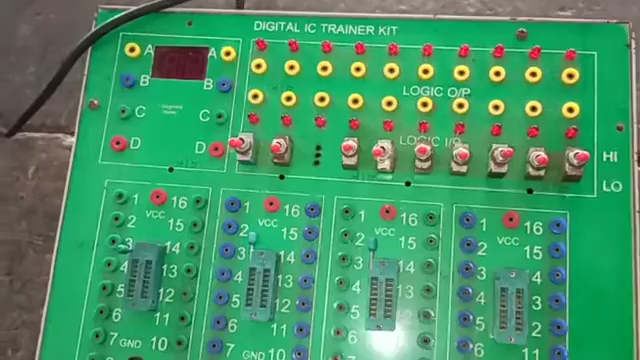 DIGITAL IC TRAINER KIT
A A
B B
LOGIC O/P
C C
D D
LOGIC I/P
HI
LO
1 16 1 16 1 16 1 16
VCC VCC VCC VCC
2 15 2 15 2 15 2 15
3 14 3 14 3 14 3 4
4 13 4 13 4 13 4 3
5 12 5 12 5 12 5 2
6 11 6 11 6 11 6 1
7 GND 10 7 GND 10